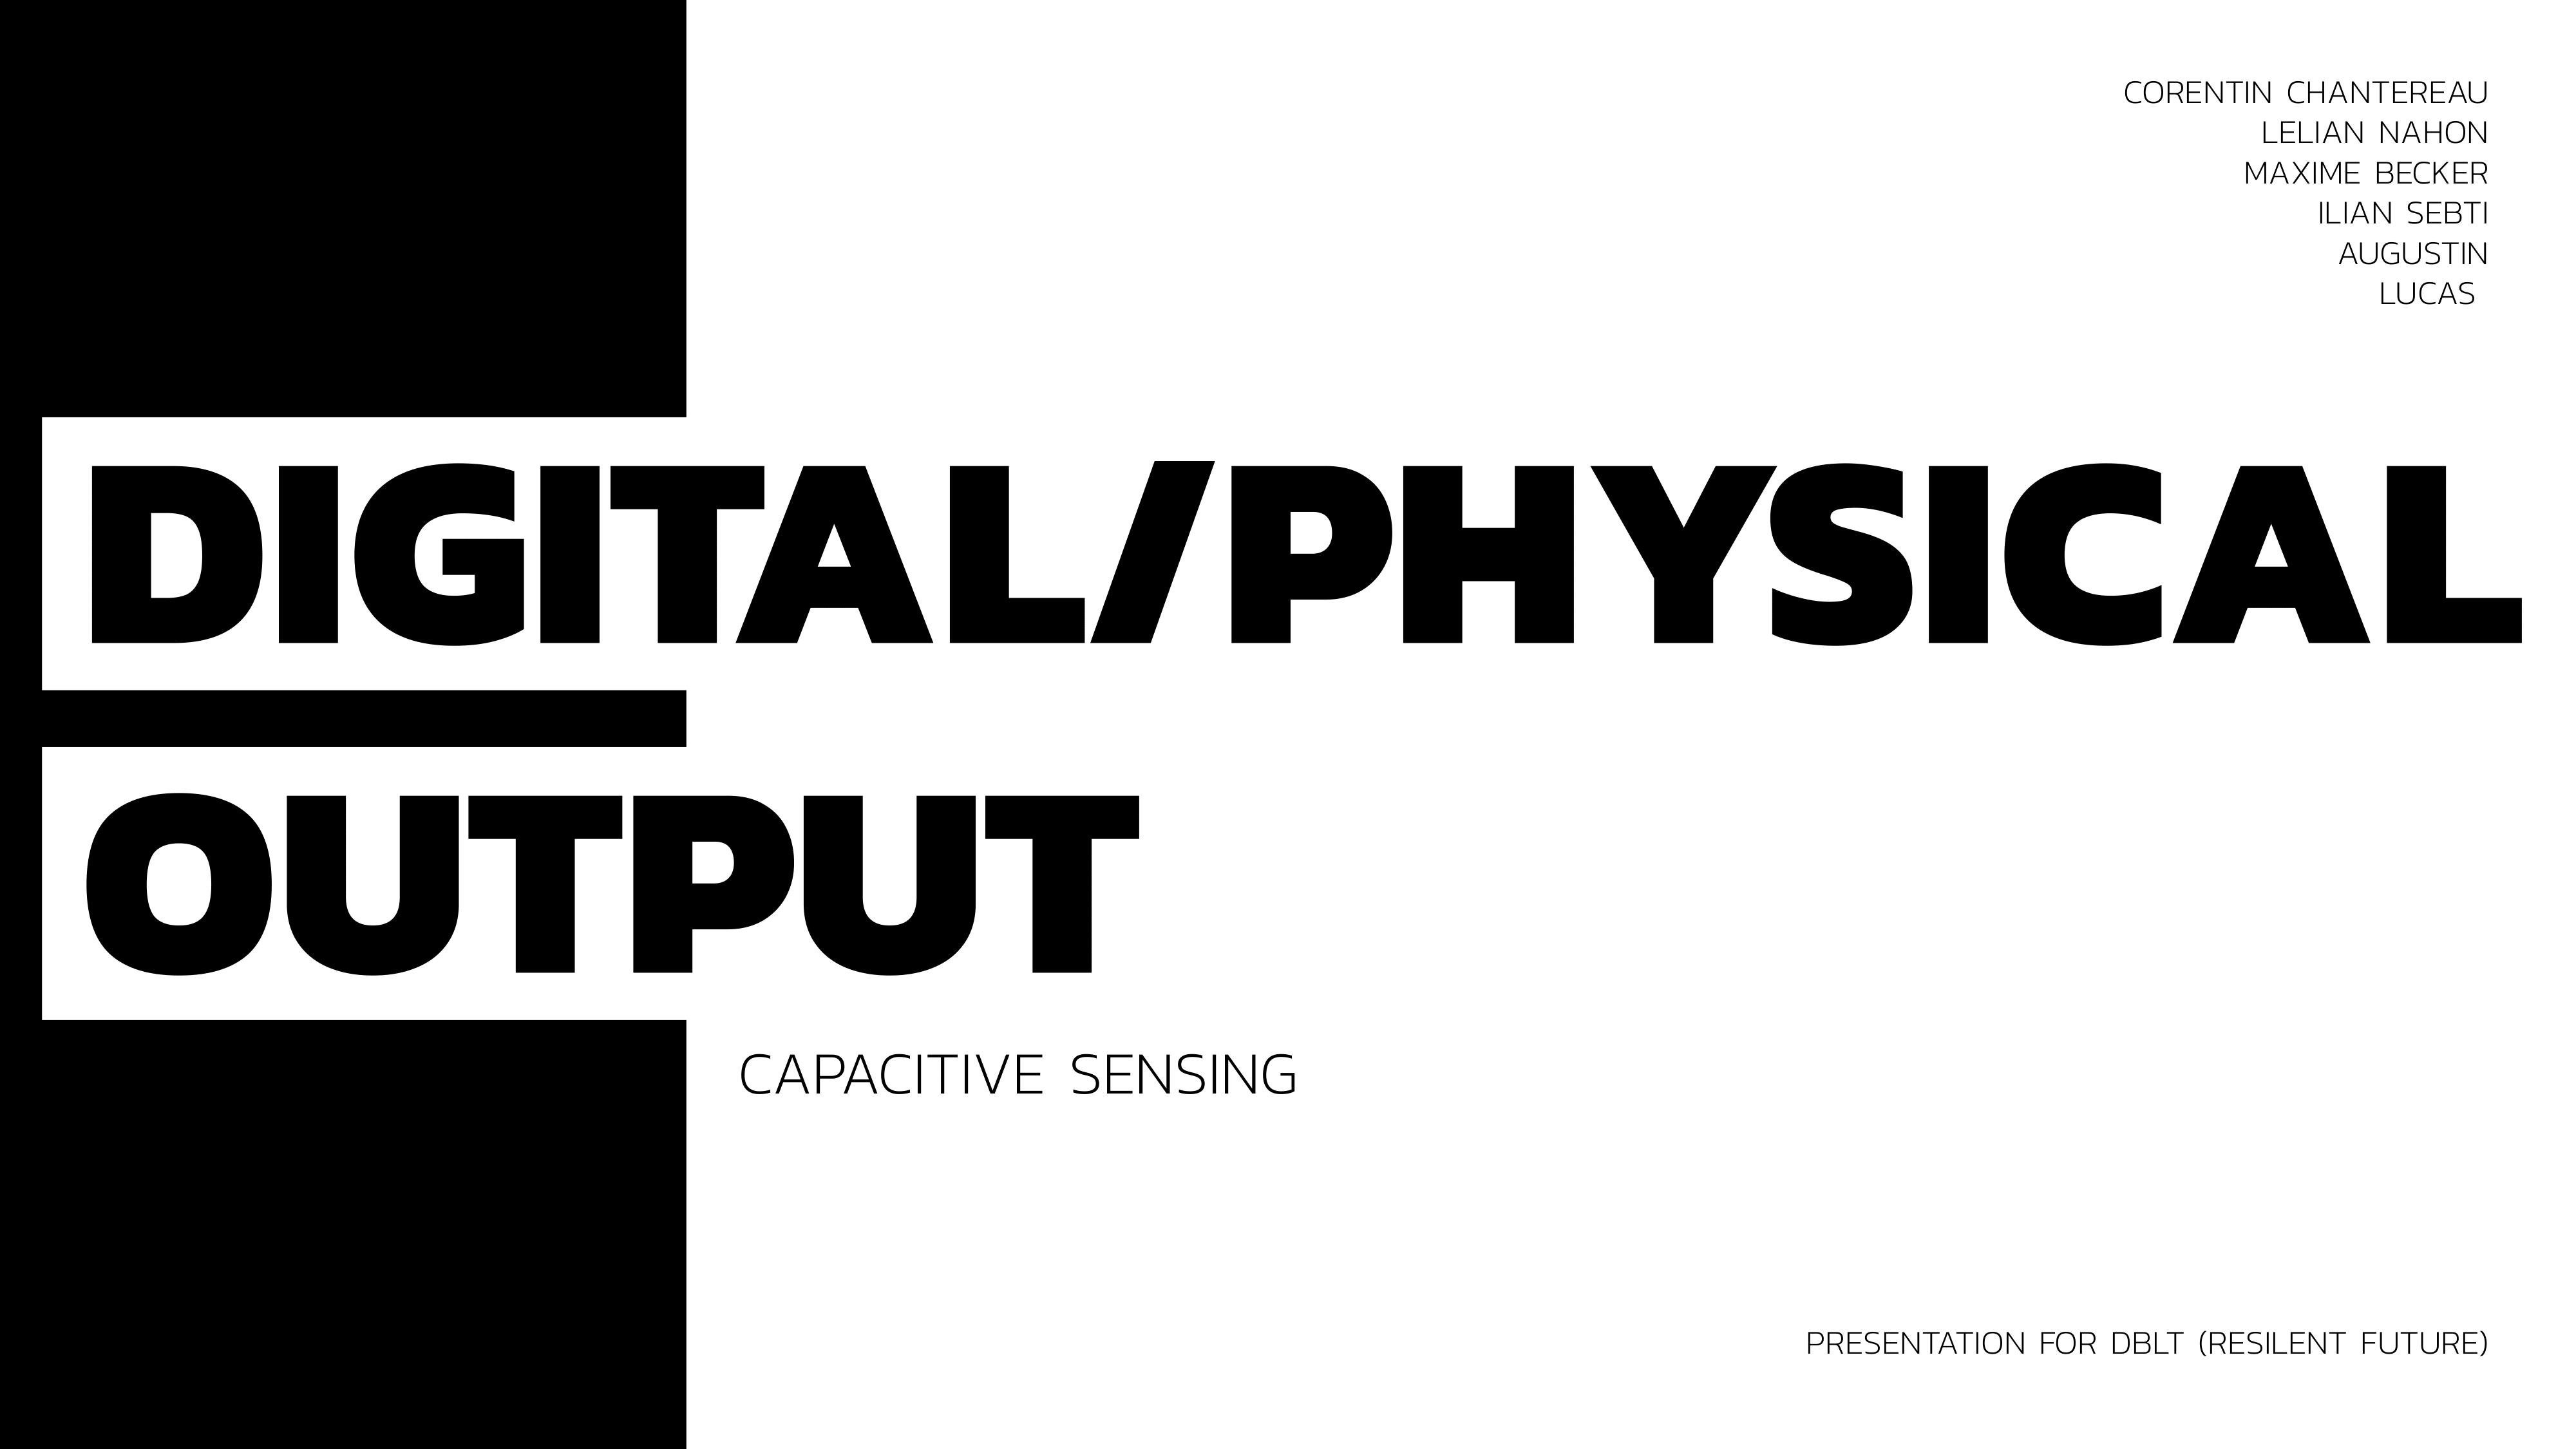 CORENTIN CHANTEREAU
LELIAN NAHON
MAXIME BECKER
ILIAN SEBTI
AUGUSTIN
LUCAS
DIGITAL/PHYSICAL
OUTPUT
CAPACITIVE SENSING
PRESENTATION FOR DBLT (RESILENT FUTURE)